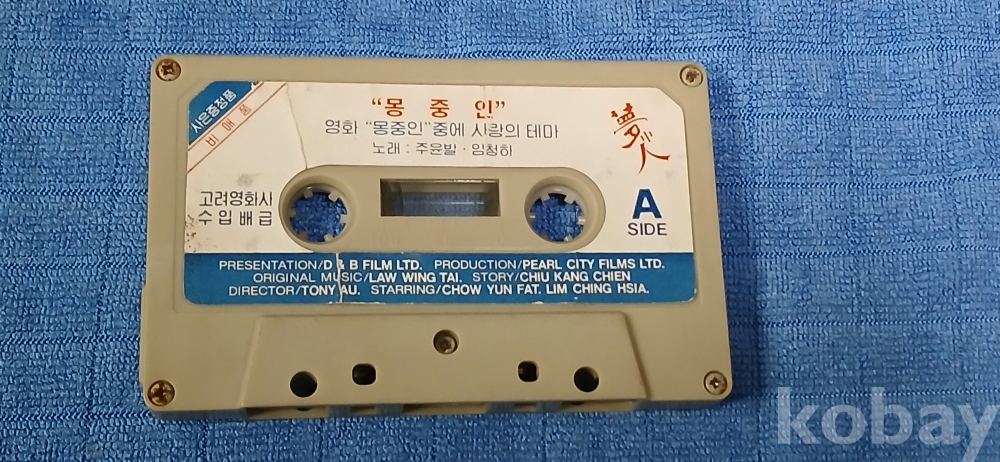 시은증정품
비매품
"몽중인"
영화 "몽중인"중에 사랑의 테마
노래 : 주윤발 · 임청하
夢中人
고려영화사
수입배급
A
SIDE
PRESENTATION/D & B FILM LTD. PRODUCTION/PEARL CITY FILMS LTD.
ORIGINAL MUSIC/LAW WING TAI. STORY/CHIU KANG CHIEN
DIRECTOR/TONY AU. STARRING/CHOW YUN FAT. LIM CHING HSIA.
kobay